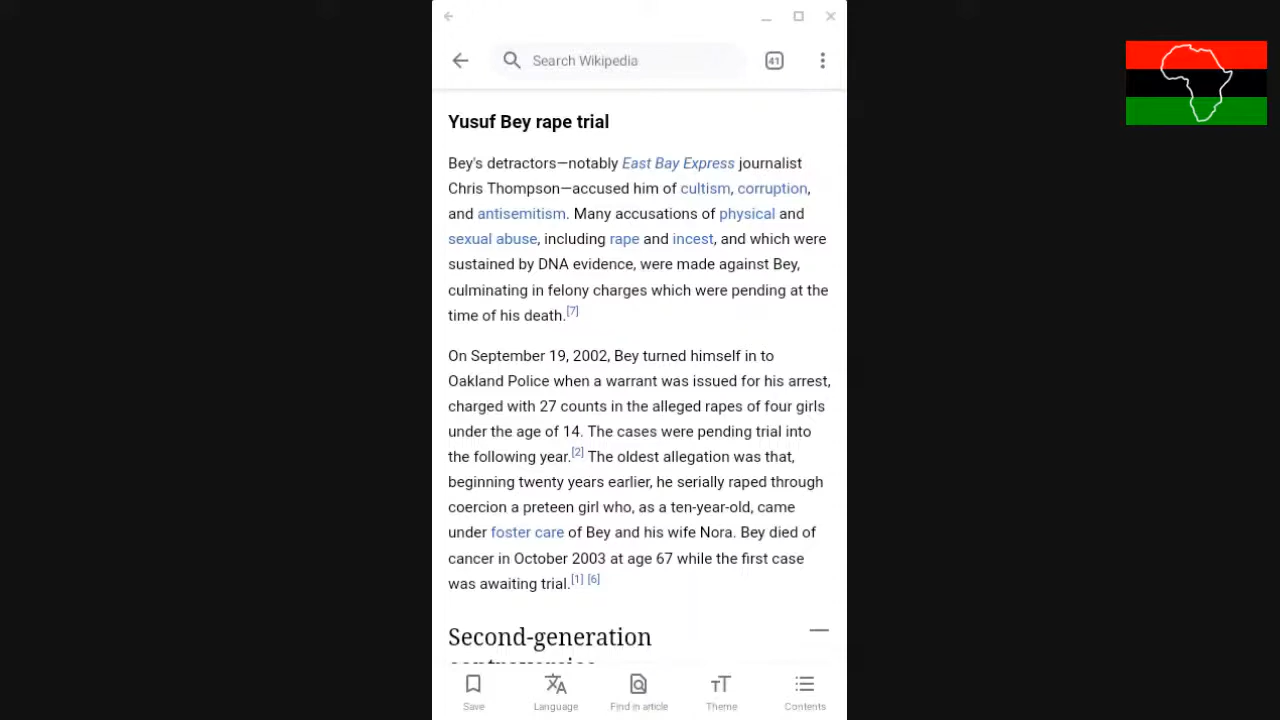 Search Wikipedia
41
Yusuf Bey rape trial
Bey's detractors—notably East Bay Express journalist
Chris Thompson—accused him of cultism, corruption,
and antisemitism. Many accusations of physical and
sexual abuse, including rape and incest, and which were
sustained by DNA evidence, were made against Bey,
culminating in felony charges which were pending at the
time of his death.[7]
On September 19, 2002, Bey turned himself in to
Oakland Police when a warrant was issued for his arrest,
charged with 27 counts in the alleged rapes of four girls
under the age of 14. The cases were pending trial into
the following year.[2] The oldest allegation was that,
beginning twenty years earlier, he serially raped through
coercion a preteen girl who, as a ten-year-old, came
under foster care of Bey and his wife Nora. Bey died of
cancer in October 2003 at age 67 while the first case
was awaiting trial.[1] [6]
Second-generation
Save Language Find in article Theme Contents